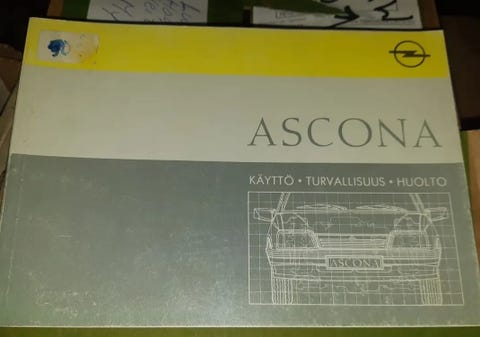 ASCONA
KÄYTTÖ • TURVALLISUUS • HUOLTO
ASCONA